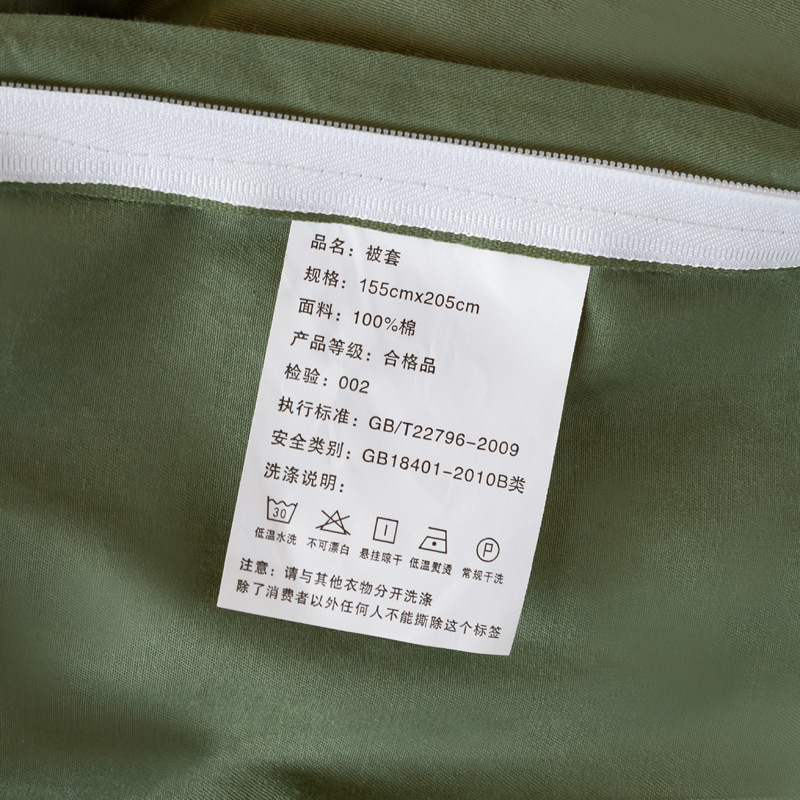 品名：被套
规格：155cmx205cm
面料：100%棉
产品等级：合格品
检验：002
执行标准：GB/T22796-2009
安全类别：GB18401-2010B类
洗涤说明：
30 P
低温水洗 不可漂白 悬挂晾干 低温熨烫 常规干洗
注意：请与其他衣物分开洗涤
除了消费者以外任何人不能撕除这个标签